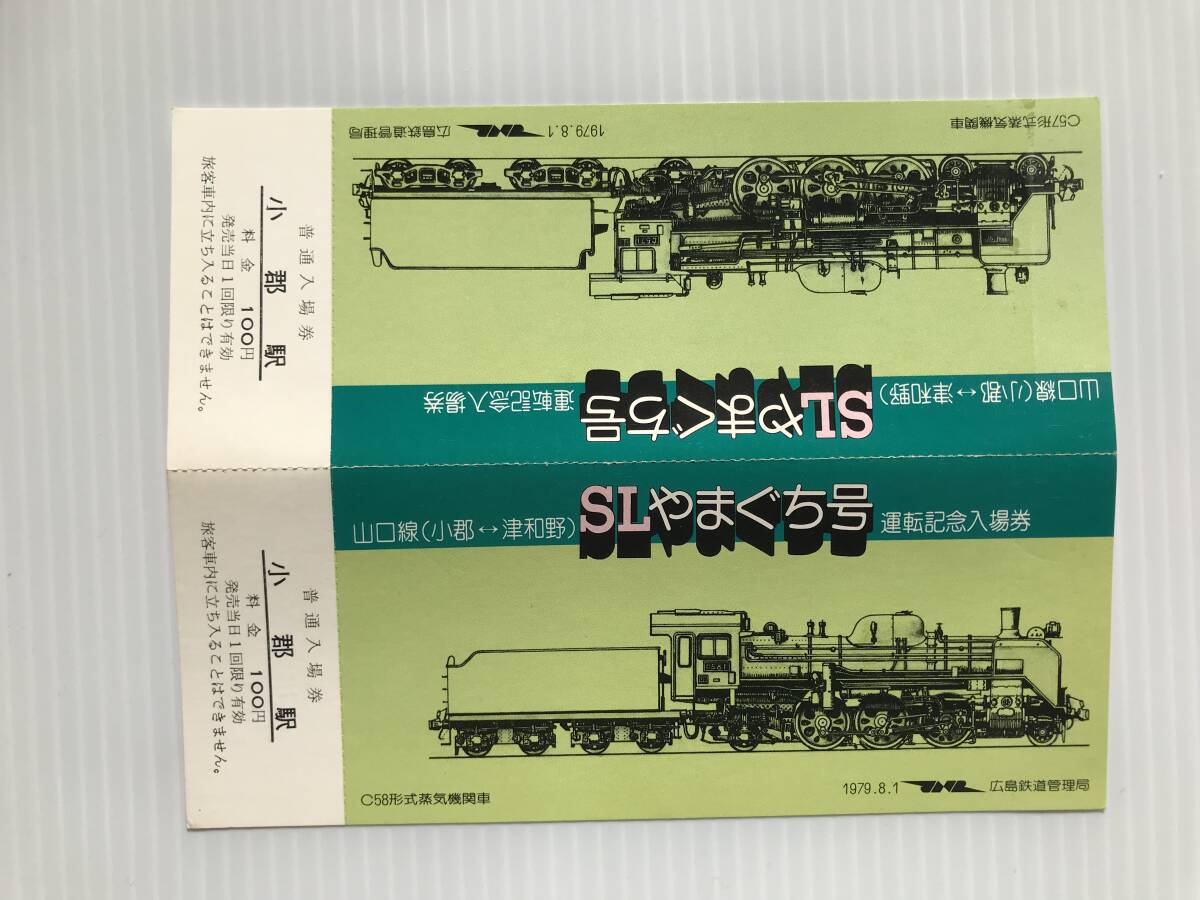 C57形式蒸気機関車
1979.8.1
広島鉄道管理局
山口線(小郡↔津和野)
SLやまぐち号
運転記念入場券
普通入場券
小郡駅
料金 100円
発売当日1回限り有効
旅客車内に立ち入ることはできません。
山口線(小郡↔津和野)
SLやまぐち号
運転記念入場券
C58形式蒸気機関車
1979.8.1
広島鉄道管理局
普通入場券
小郡駅
料金 100円
発売当日1回限り有効
旅客車内に立ち入ることはできません。